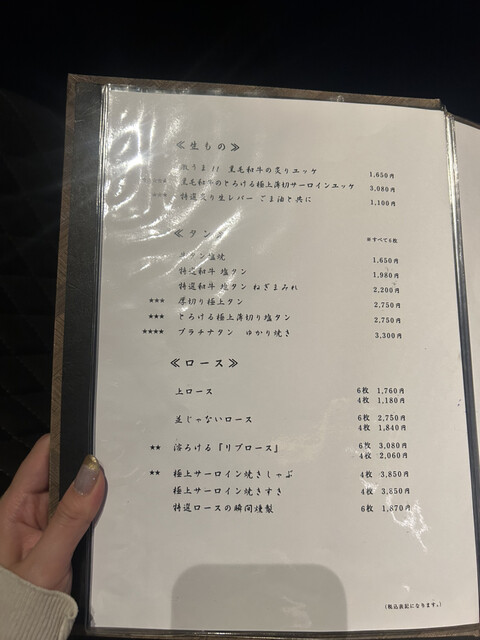 ≪生もの≫
黒毛和牛の炙りユッケ 1,650円
黒毛和牛のとろける極上薄切サーロインユッケ 3,080円
特選炙り生レバー ごま油と共に 1,100円
≪タン≫
※すべて6枚
タン塩焼 1,650円
特選和牛 塩タン 1,980円
特選和牛 塩タン ねぎまみれ 2,200円
★★★ 厚切り極上タン 2,750円
★★★ とろける極上薄切り塩タン 2,750円
★★★★ プラチナタン ゆかり焼き 3,300円
≪ロース≫
上ロース 6枚 1,760円
4枚 1,180円
並じゃないロース 6枚 2,750円
4枚 1,840円
★★ 溶ろける「リブロース」 6枚 3,080円
4枚 2,060円
★★ 極上サーロイン焼きしゃぶ 4枚 3,850円
極上サーロイン焼きすき 4枚 3,850円
特選ロースの瞬間燻製 6枚 1,870円
(税込表記になります。)